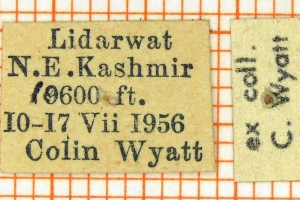 Lidarwat
N.E.Kashmir
10600 ft.
10-17 Vii 1956
Colin Wyatt
ex coll.
C. Wyatt